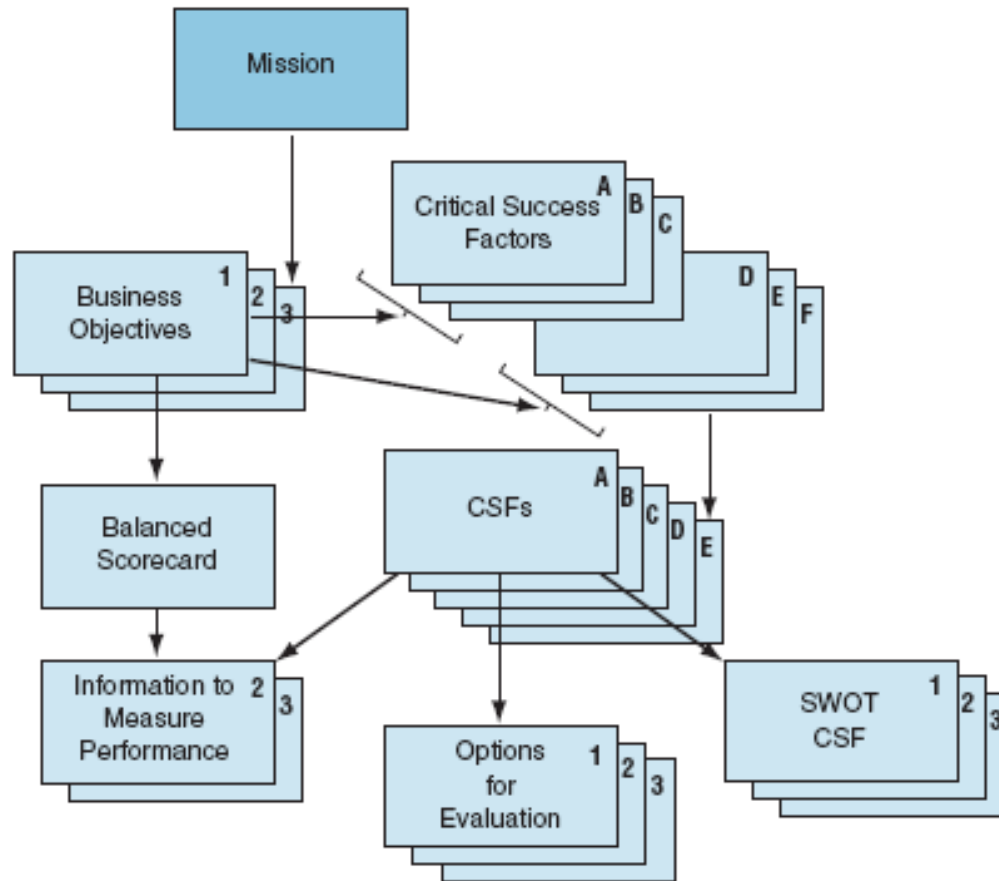 Mission
Critical Success
Factors
A
B
C
D
E
F
Business
Objectives
1
2
3
CSFs
A
B
C
D
E
Balanced
Scorecard
Information to
Measure
Performance
2
3
Options
for
Evaluation
1
2
3
SWOT
CSF
1
2
3